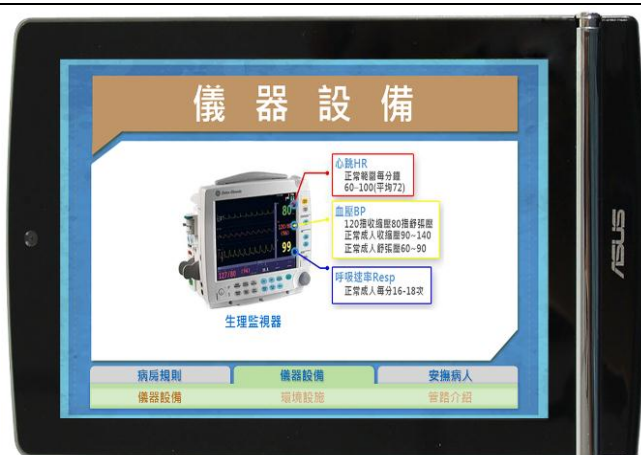 儀器設備
心跳HR
正常範圍每分鐘
60~100(平均72)
血壓BP
120指收縮壓80指舒張壓
正常成人收縮壓90~140
正常成人舒張壓60~90
呼吸速率Resp
正常成人每分16-18次
80
99
生理監視器
病房規則
儀器設備
安撫病人
儀器設備
環境設施
管路介紹
ASUS